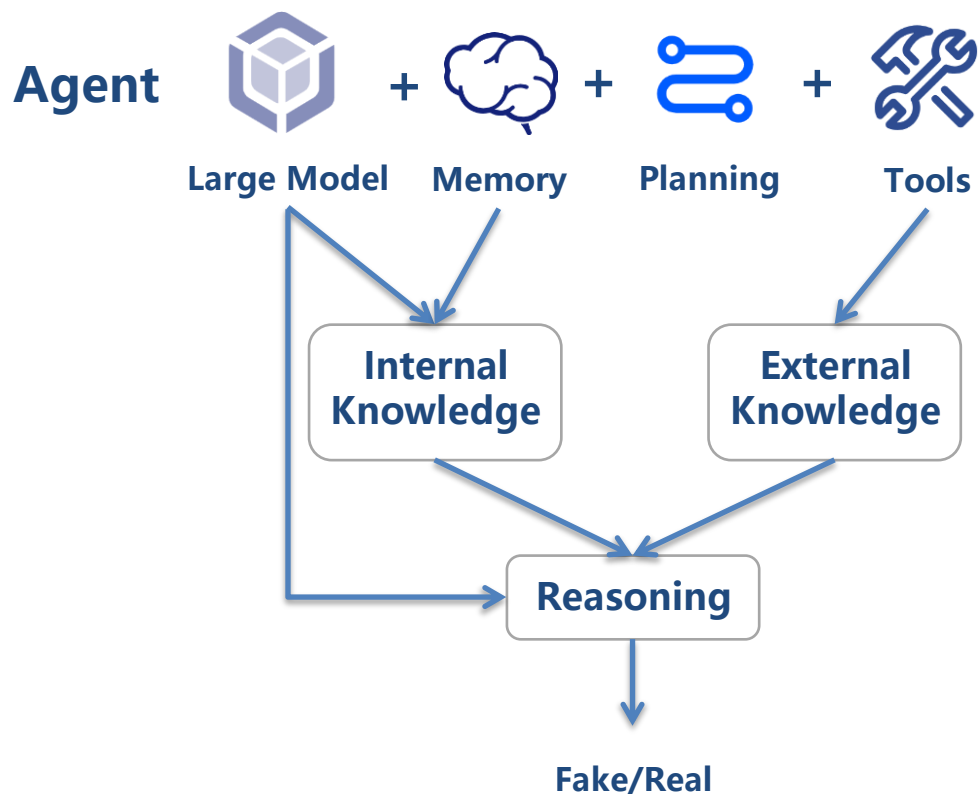 Agent + + +
Large Model Memory Planning Tools
Internal
Knowledge
External
Knowledge
Reasoning
Fake/Real